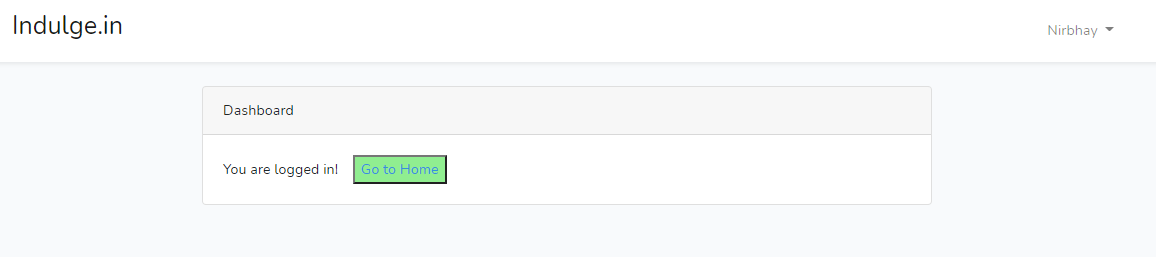 Indulge.in
Nirbhay
Dashboard
You are logged in! Go to Home